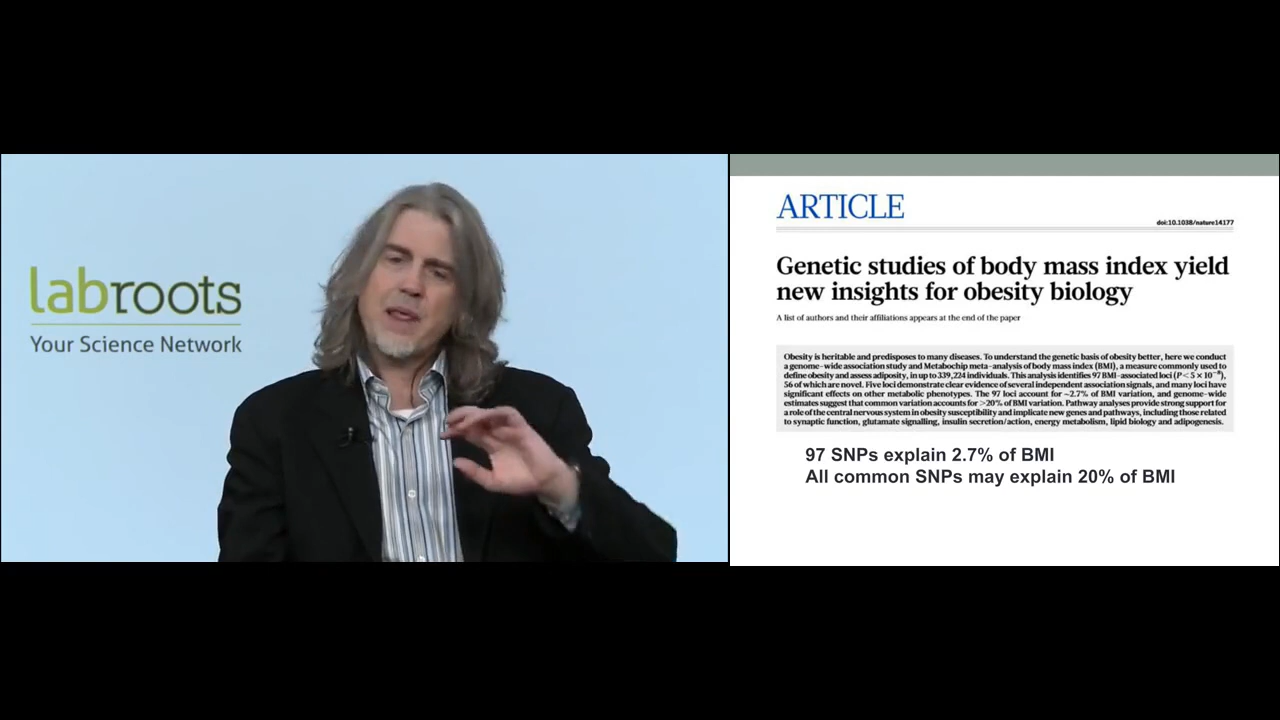 labroots
Your Science Network
ARTICLE
doi:10.1038/nature14177
Genetic studies of body mass index yield
new insights for obesity biology
A list of authors and their affiliations appears at the end of the paper
Obesity is heritable and predisposes to many diseases. To understand the genetic basis of obesity better, here we conduct
a genome-wide association study and Metabochip meta-analysis of body mass index (BMI), a measure commonly used to
define obesity and assess adiposity, in up to 339,224 individuals. This analysis identifies 97 BMI-associated loci (P < 5 × 10⁻⁸),
56 of which are novel. Five loci demonstrate clear evidence of several independent association signals, and many loci have
significant effects on other metabolic phenotypes. The 97 loci account for ~2.7% of BMI variation, and genome-wide
estimates suggest that common variation accounts for >20% of BMI variation. Pathway analyses provide strong support for
a role of the central nervous system in obesity susceptibility and implicate new genes and pathways, including those related
to synaptic function, glutamate signalling, insulin secretion/action, energy metabolism, lipid biology and adipogenesis.
97 SNPs explain 2.7% of BMI
All common SNPs may explain 20% of BMI